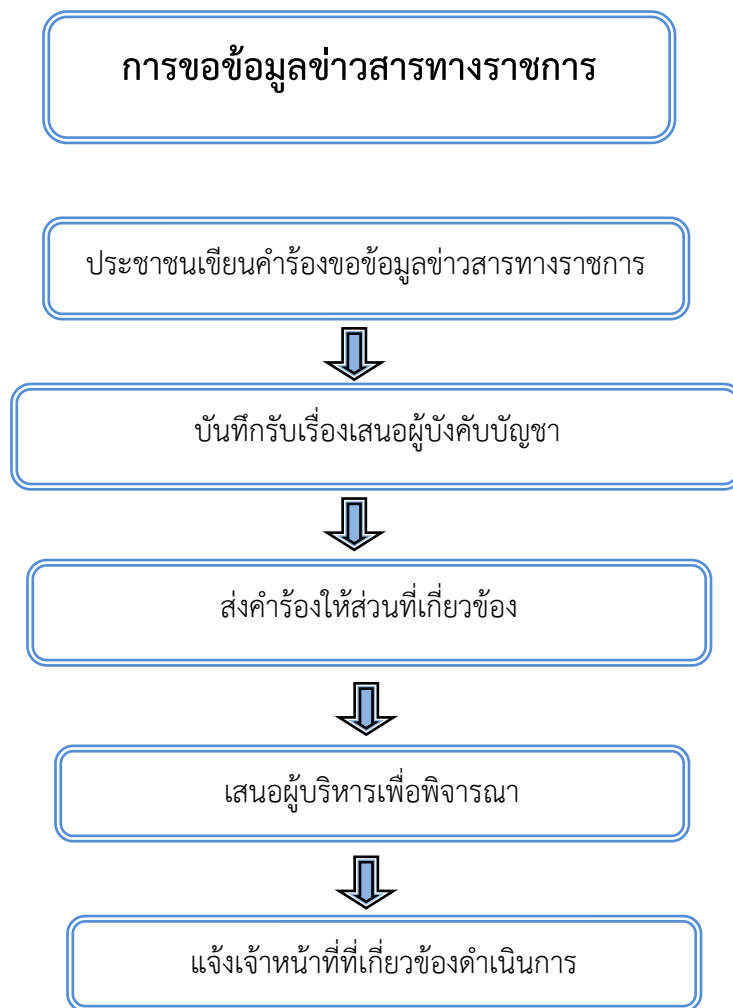 การขอข้อมูลข่าวสารทางราชการ
ประชาชนเขียนคำร้องขอข้อมูลข่าวสารทางราชการ
บันทึกรับเรื่องเสนอผู้บังคับบัญชา
ส่งคำร้องให้ส่วนที่เกี่ยวข้อง
เสนอผู้บริหารเพื่อพิจารณา
แจ้งเจ้าหน้าที่ที่เกี่ยวข้องดำเนินการ